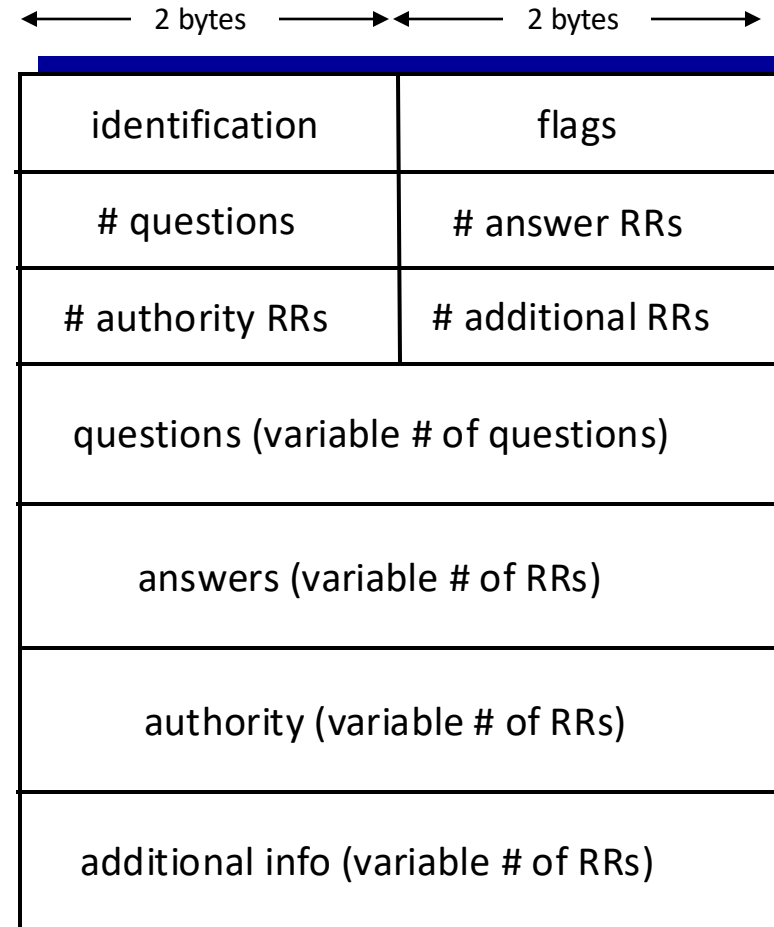 2 bytes 2 bytes
identification flags
# questions # answer RRs
# authority RRs # additional RRs
questions (variable # of questions)
answers (variable # of RRs)
authority (variable # of RRs)
additional info (variable # of RRs)